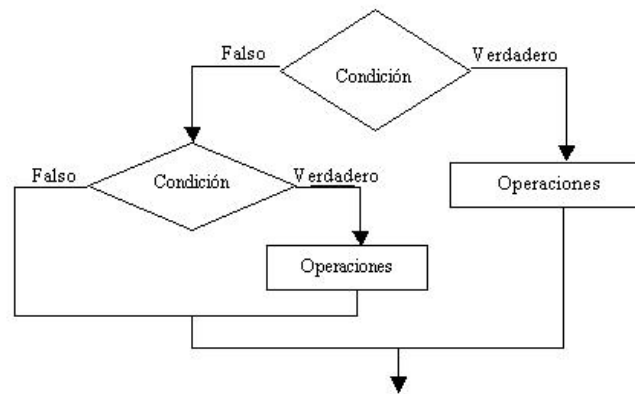 Falso
Verdadero
Condición
Falso
Condición
Verdadero
Operaciones
Operaciones